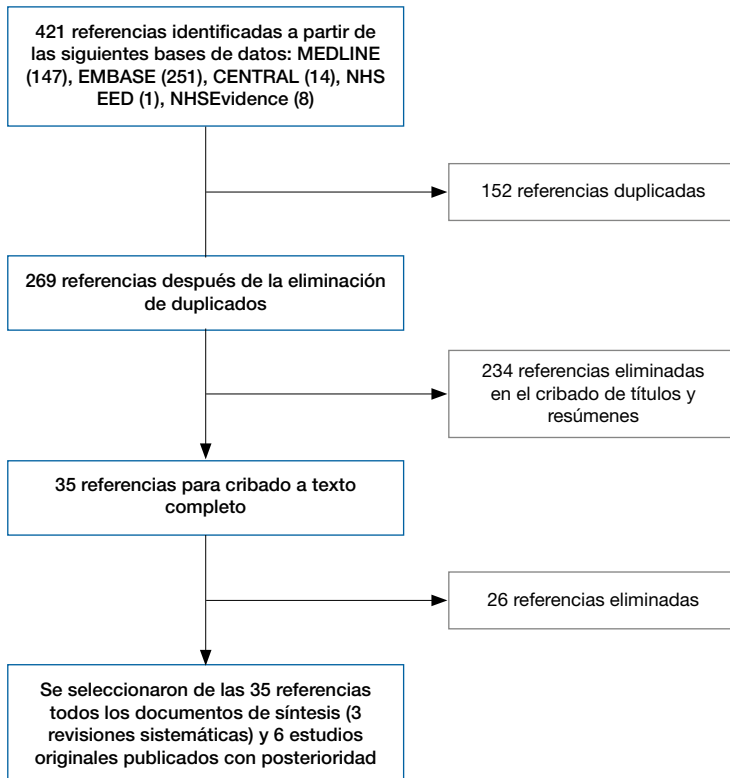 421 referencias identificadas a partir de
las siguientes bases de datos: MEDLINE
(147), EMBASE (251), CENTRAL (14), NHS
EED (1), NHSEvidence (8)
152 referencias duplicadas
269 referencias después de la eliminación
de duplicados
234 referencias eliminadas
en el cribado de títulos y
resúmenes
35 referencias para cribado a texto
completo
26 referencias eliminadas
Se seleccionaron de las 35 referencias
todos los documentos de síntesis (3
revisiones sistemáticas) y 6 estudios
originales publicados con posterioridad